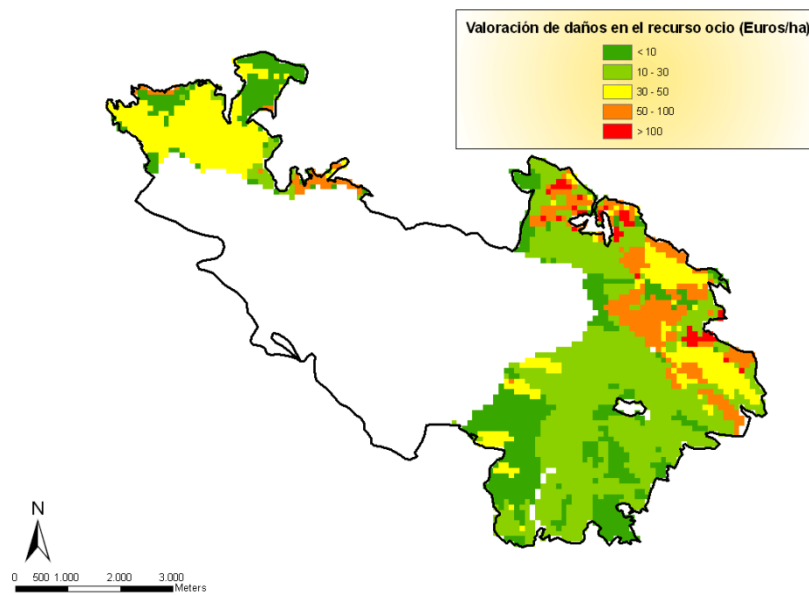 Valoración de daños en el recurso ocio (Euros/ha)
< 10
10 - 30
30 - 50
50 - 100
> 100
N
0 500 1.000 2.000 3.000
Meters